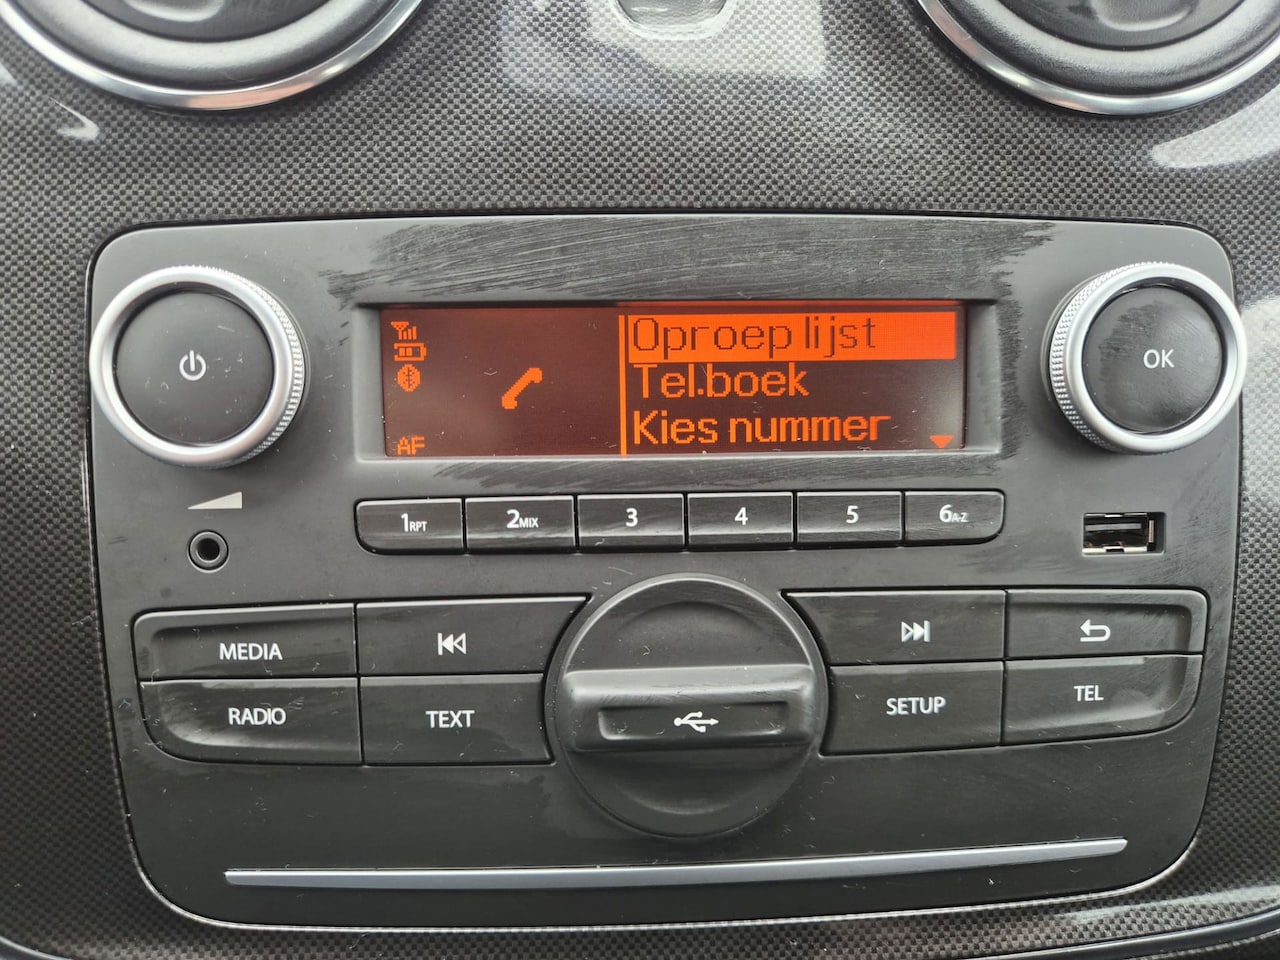 Oproep lijst
Tel.boek
Kies nummer
AF
OK
1RPT 2MIX 3 4 5 6A-Z
MEDIA
RADIO TEXT SETUP TEL